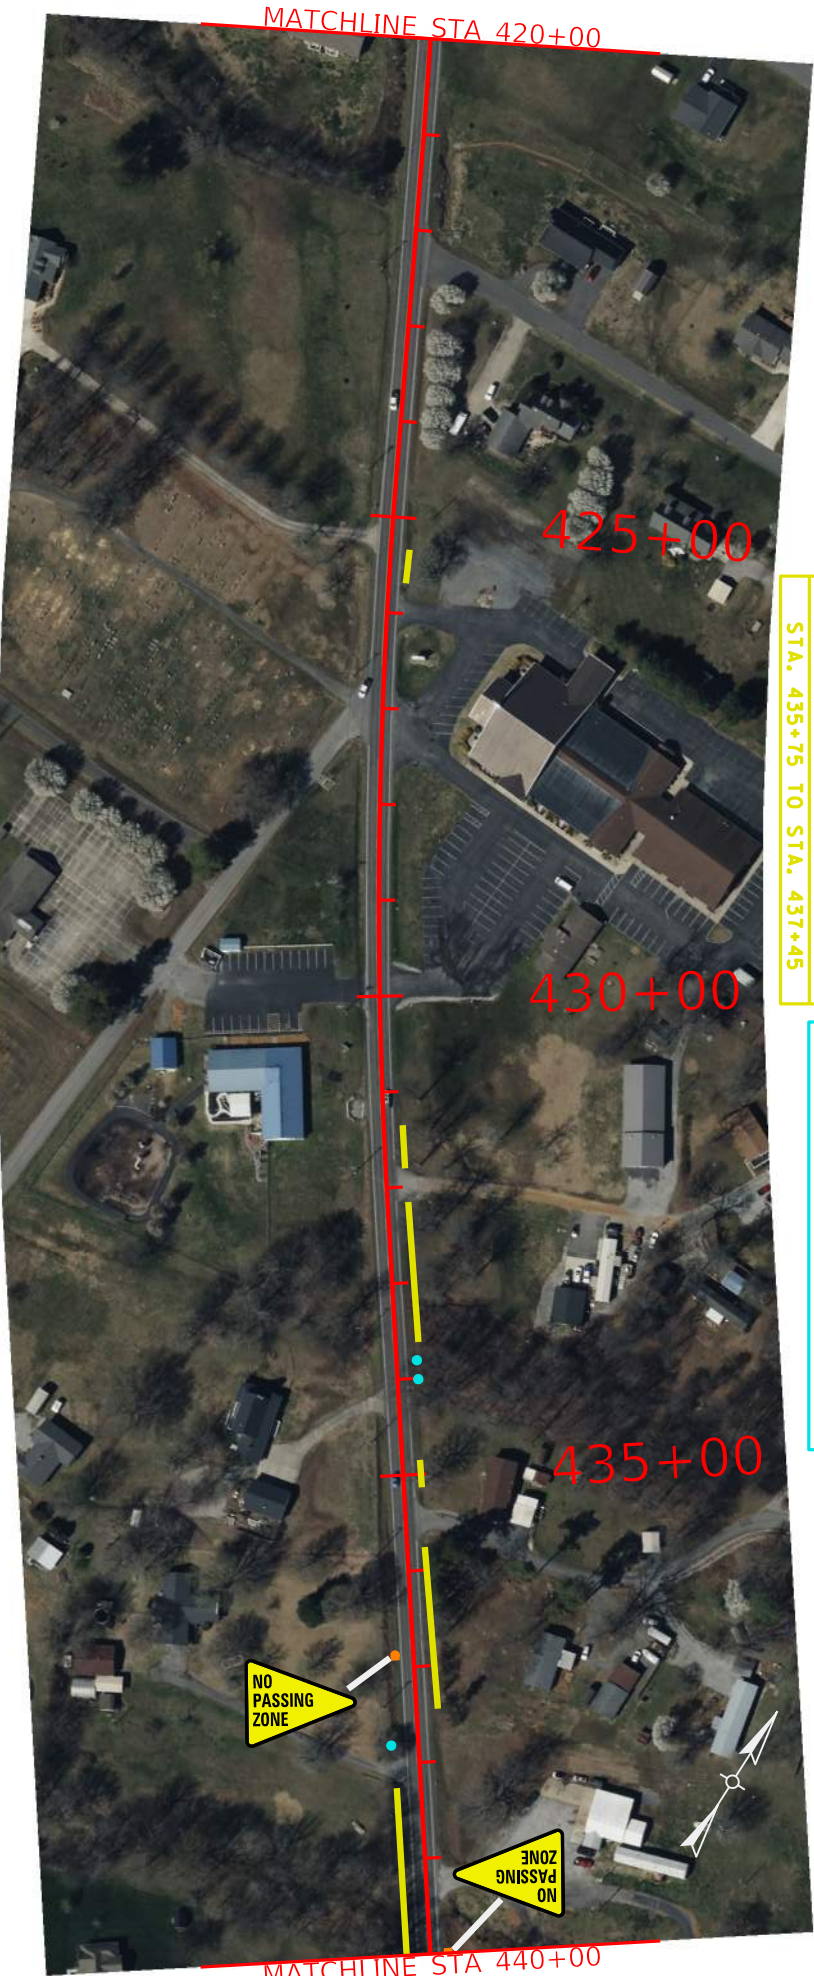 MATCHLINE STA 420+00
425+00
STA. 435+75 TO STA. 437+45
430+00
435+00
NO
PASSING
ZONE
NO
PASSING
ZONE
MATCHLINE STA 440+00